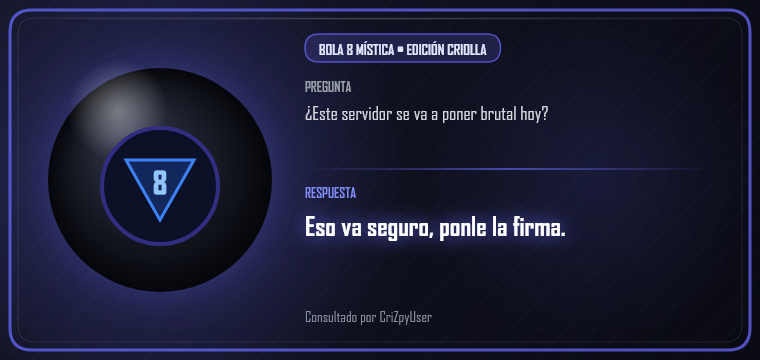 BOLA 8 MÍSTICA • EDICIÓN CRIOLLA
PREGUNTA
¿Este servidor se va a poner brutal hoy?
8
RESPUESTA
Eso va seguro, ponle la firma.
Consultado por CriZpyUser